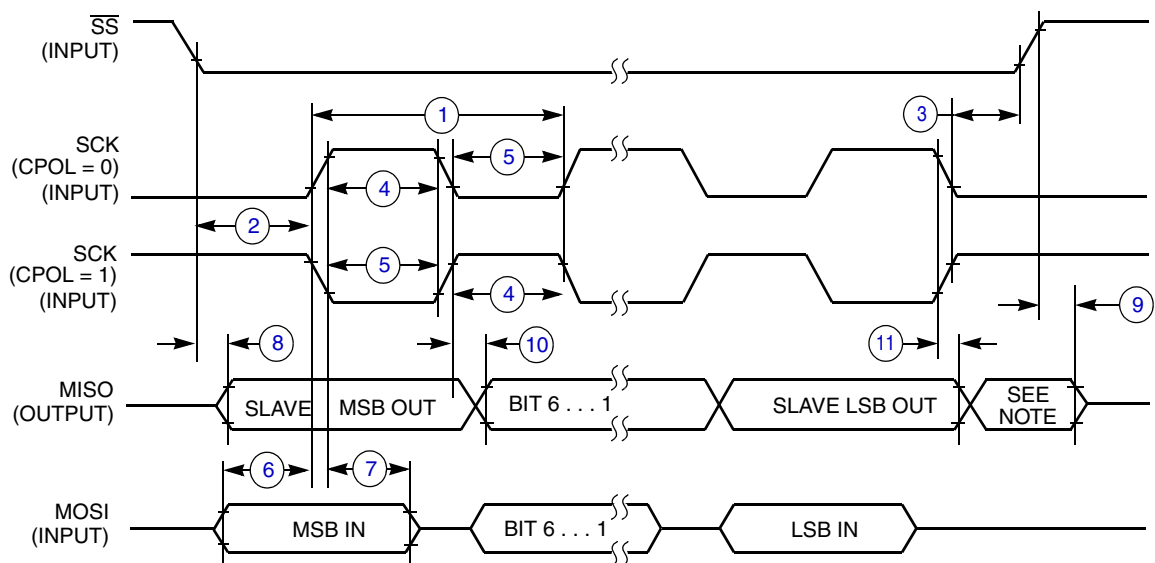 SS
(INPUT)
1
3
SCK
(CPOL = 0)
(INPUT)
5
4
2
SCK
(CPOL = 1)
(INPUT)
5
4
9
8
10
11
MISO
(OUTPUT)
SLAVE MSB OUT
BIT 6 . . . 1
SLAVE LSB OUT
SEE
NOTE
6
7
MOSI
(INPUT)
MSB IN
BIT 6 . . . 1
LSB IN